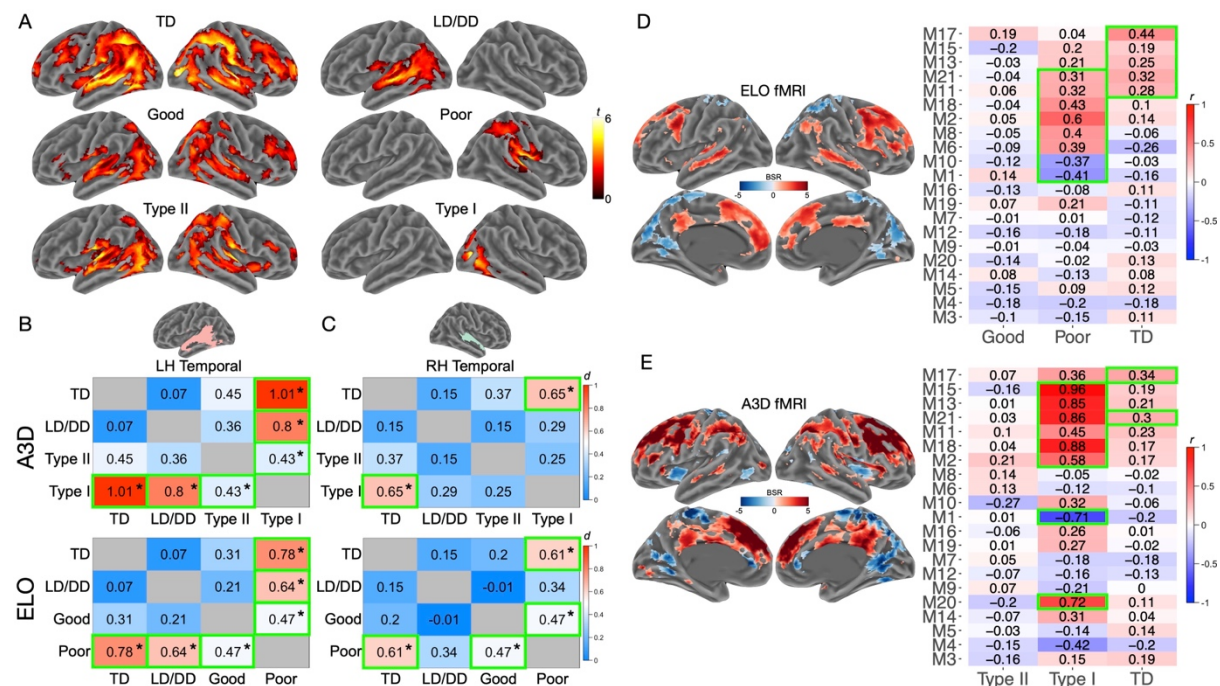 A
TD
LD/DD
Good
Poor
Type II
Type I
t
6
0
B
LH Temporal
d
A3D
TD 0.07 0.45 1.01*
LD/DD 0.07 0.36 0.8*
Type II 0.45 0.36 0.43*
Type I 1.01* 0.8* 0.43*
TD LD/DD Type II Type I
ELO
TD 0.07 0.31 0.78*
LD/DD 0.07 0.21 0.64*
Good 0.31 0.21 0.47*
Poor 0.78* 0.64* 0.47*
TD LD/DD Good Poor
C
RH Temporal
d
0.15 0.37 0.65*
0.15 0.15 0.29
0.37 0.15 0.25
0.65* 0.29 0.25
TD LD/DD Type II Type I
1
0.8
0.6
0.4
0.2
0
d
0.15 0.2 0.61*
0.15 -0.01 0.34
0.2 -0.01 0.47*
0.61* 0.34 0.47*
TD LD/DD Good Poor
1
0.8
0.6
0.4
0.2
0
D
ELO fMRI
BSR
-5 0 5
M17 0.19 0.04 0.44
M15 −0.2 0.2 0.19
M13 −0.03 0.21 0.25
M21 −0.04 0.31 0.32
M11 0.06 0.32 0.28
M18 −0.04 0.43 0.1
M2 0.05 0.6 0.14
M8 −0.05 0.4 −0.06
M6 −0.09 0.39 −0.26
M10 −0.12 −0.37 −0.03
M1 0.14 −0.41 −0.16
M16 −0.13 −0.08 0.11
M19 0.07 0.21 −0.11
M7 −0.01 0.01 −0.12
M12 −0.16 −0.18 −0.11
M9 −0.01 −0.04 −0.03
M20 −0.14 −0.02 0.13
M14 0.08 −0.13 0.08
M5 −0.15 0.09 0.12
M4 −0.18 −0.2 −0.18
M3 −0.1 −0.15 0.11
Good Poor TD
r
1
0
−1
E
A3D fMRI
BSR
-5 0 5
M17 0.07 0.36 0.34
M15 −0.16 0.96 0.19
M13 0.01 0.85 0.21
M21 0.03 0.86 0.3
M11 0.1 0.45 0.23
M18 0.04 0.88 0.17
M2 0.21 0.58 0.17
M8 0.14 −0.05 −0.02
M6 0.13 −0.12 −0.1
M10 −0.27 0.32 −0.06
M1 0.01 −0.71 −0.2
M16 −0.06 0.26 0.01
M19 0.01 0.27 −0.02
M7 0.05 −0.18 −0.18
M12 −0.07 −0.16 −0.13
M9 0.07 −0.21 0
M20 −0.2 0.72 0.11
M14 −0.07 0.31 0.04
M5 −0.03 −0.14 0.14
M4 −0.15 −0.42 −0.2
M3 −0.16 0.15 0.19
Type II Type I TD
r
1
0
−1